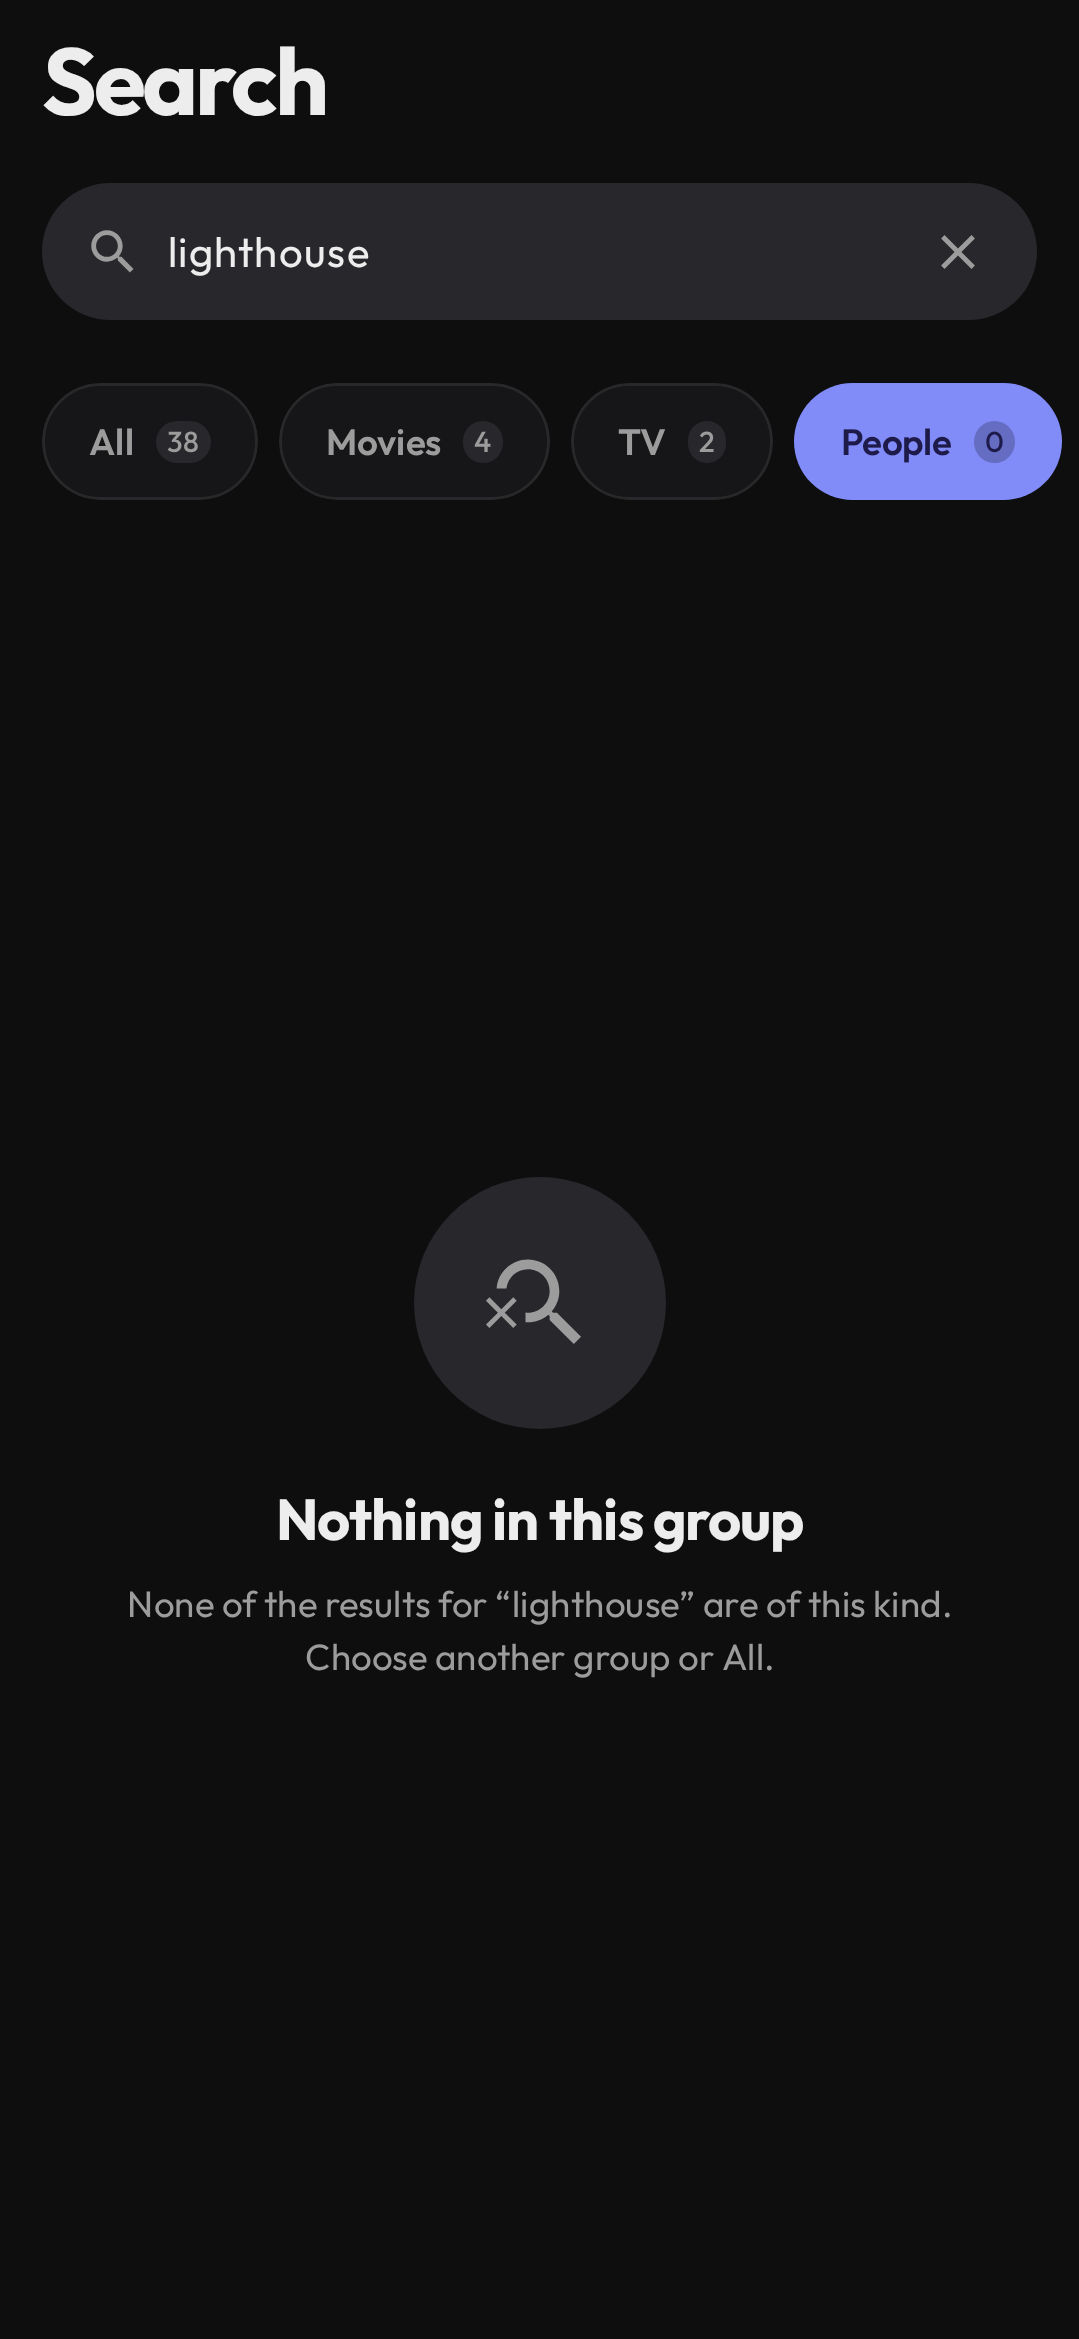 Search
lighthouse
All 38 Movies 4 TV 2 People 0
Nothing in this group
None of the results for “lighthouse” are of this kind.
Choose another group or All.